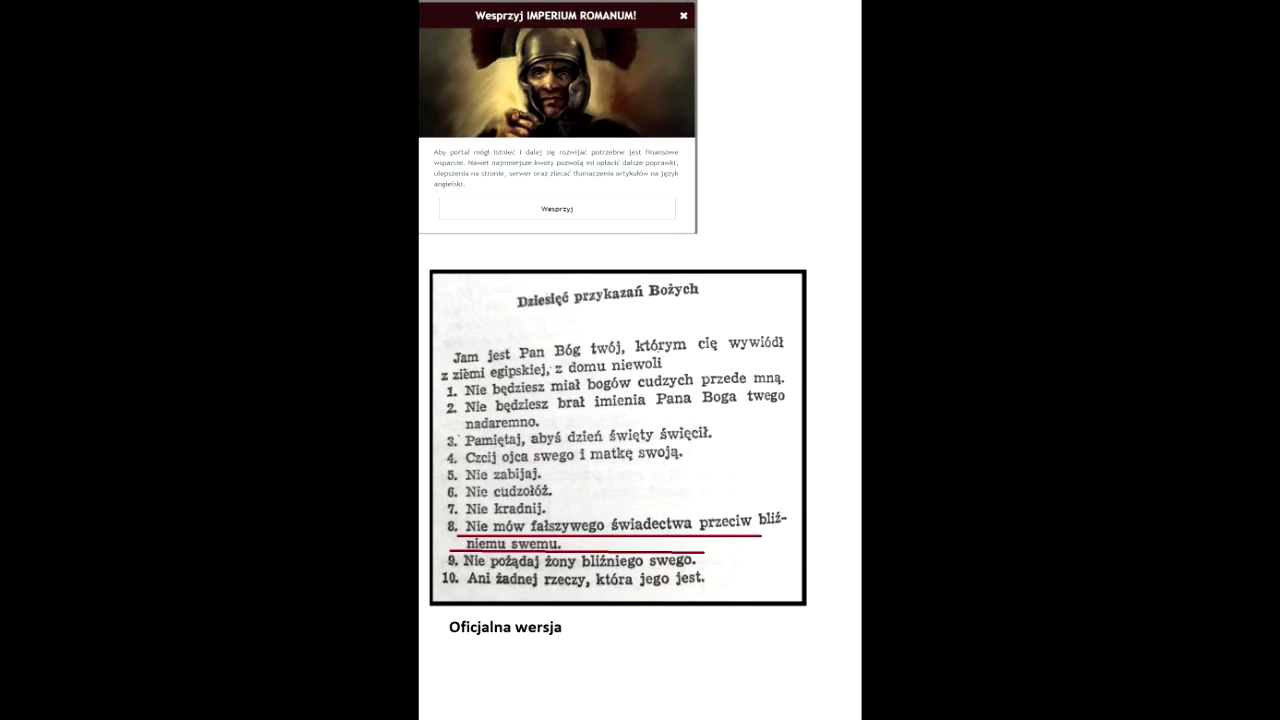 Wesprzyj IMPERIUM ROMANUM! ✖
Aby portal mógł istnieć i dalej się rozwijać potrzebne jest finansowe
wsparcie. Nawet najmniejsze kwoty pozwolą mi opłacić dalsze poprawki,
ulepszenia na stronie, serwer oraz zlecać tłumaczenia artykułów na język
angielski.
Wesprzyj
Dziesięć przykazań Bożych
Jam jest Pan Bóg twój, którym cię wywiódł
z ziemi egipskiej, z domu niewoli
1. Nie będziesz miał bogów cudzych przede mną.
2. Nie będziesz brał imienia Pana Boga twego
nadaremno.
3. Pamiętaj, abyś dzień święty święcił.
4. Czcij ojca swego i matkę swoją.
5. Nie zabijaj.
6. Nie cudzołóż.
7. Nie kradnij.
8. Nie mów fałszywego świadectwa przeciw bliź-
niemu swemu.
9. Nie pożądaj żony bliźniego swego.
10. Ani żadnej rzeczy, która jego jest.
Oficjalna wersja